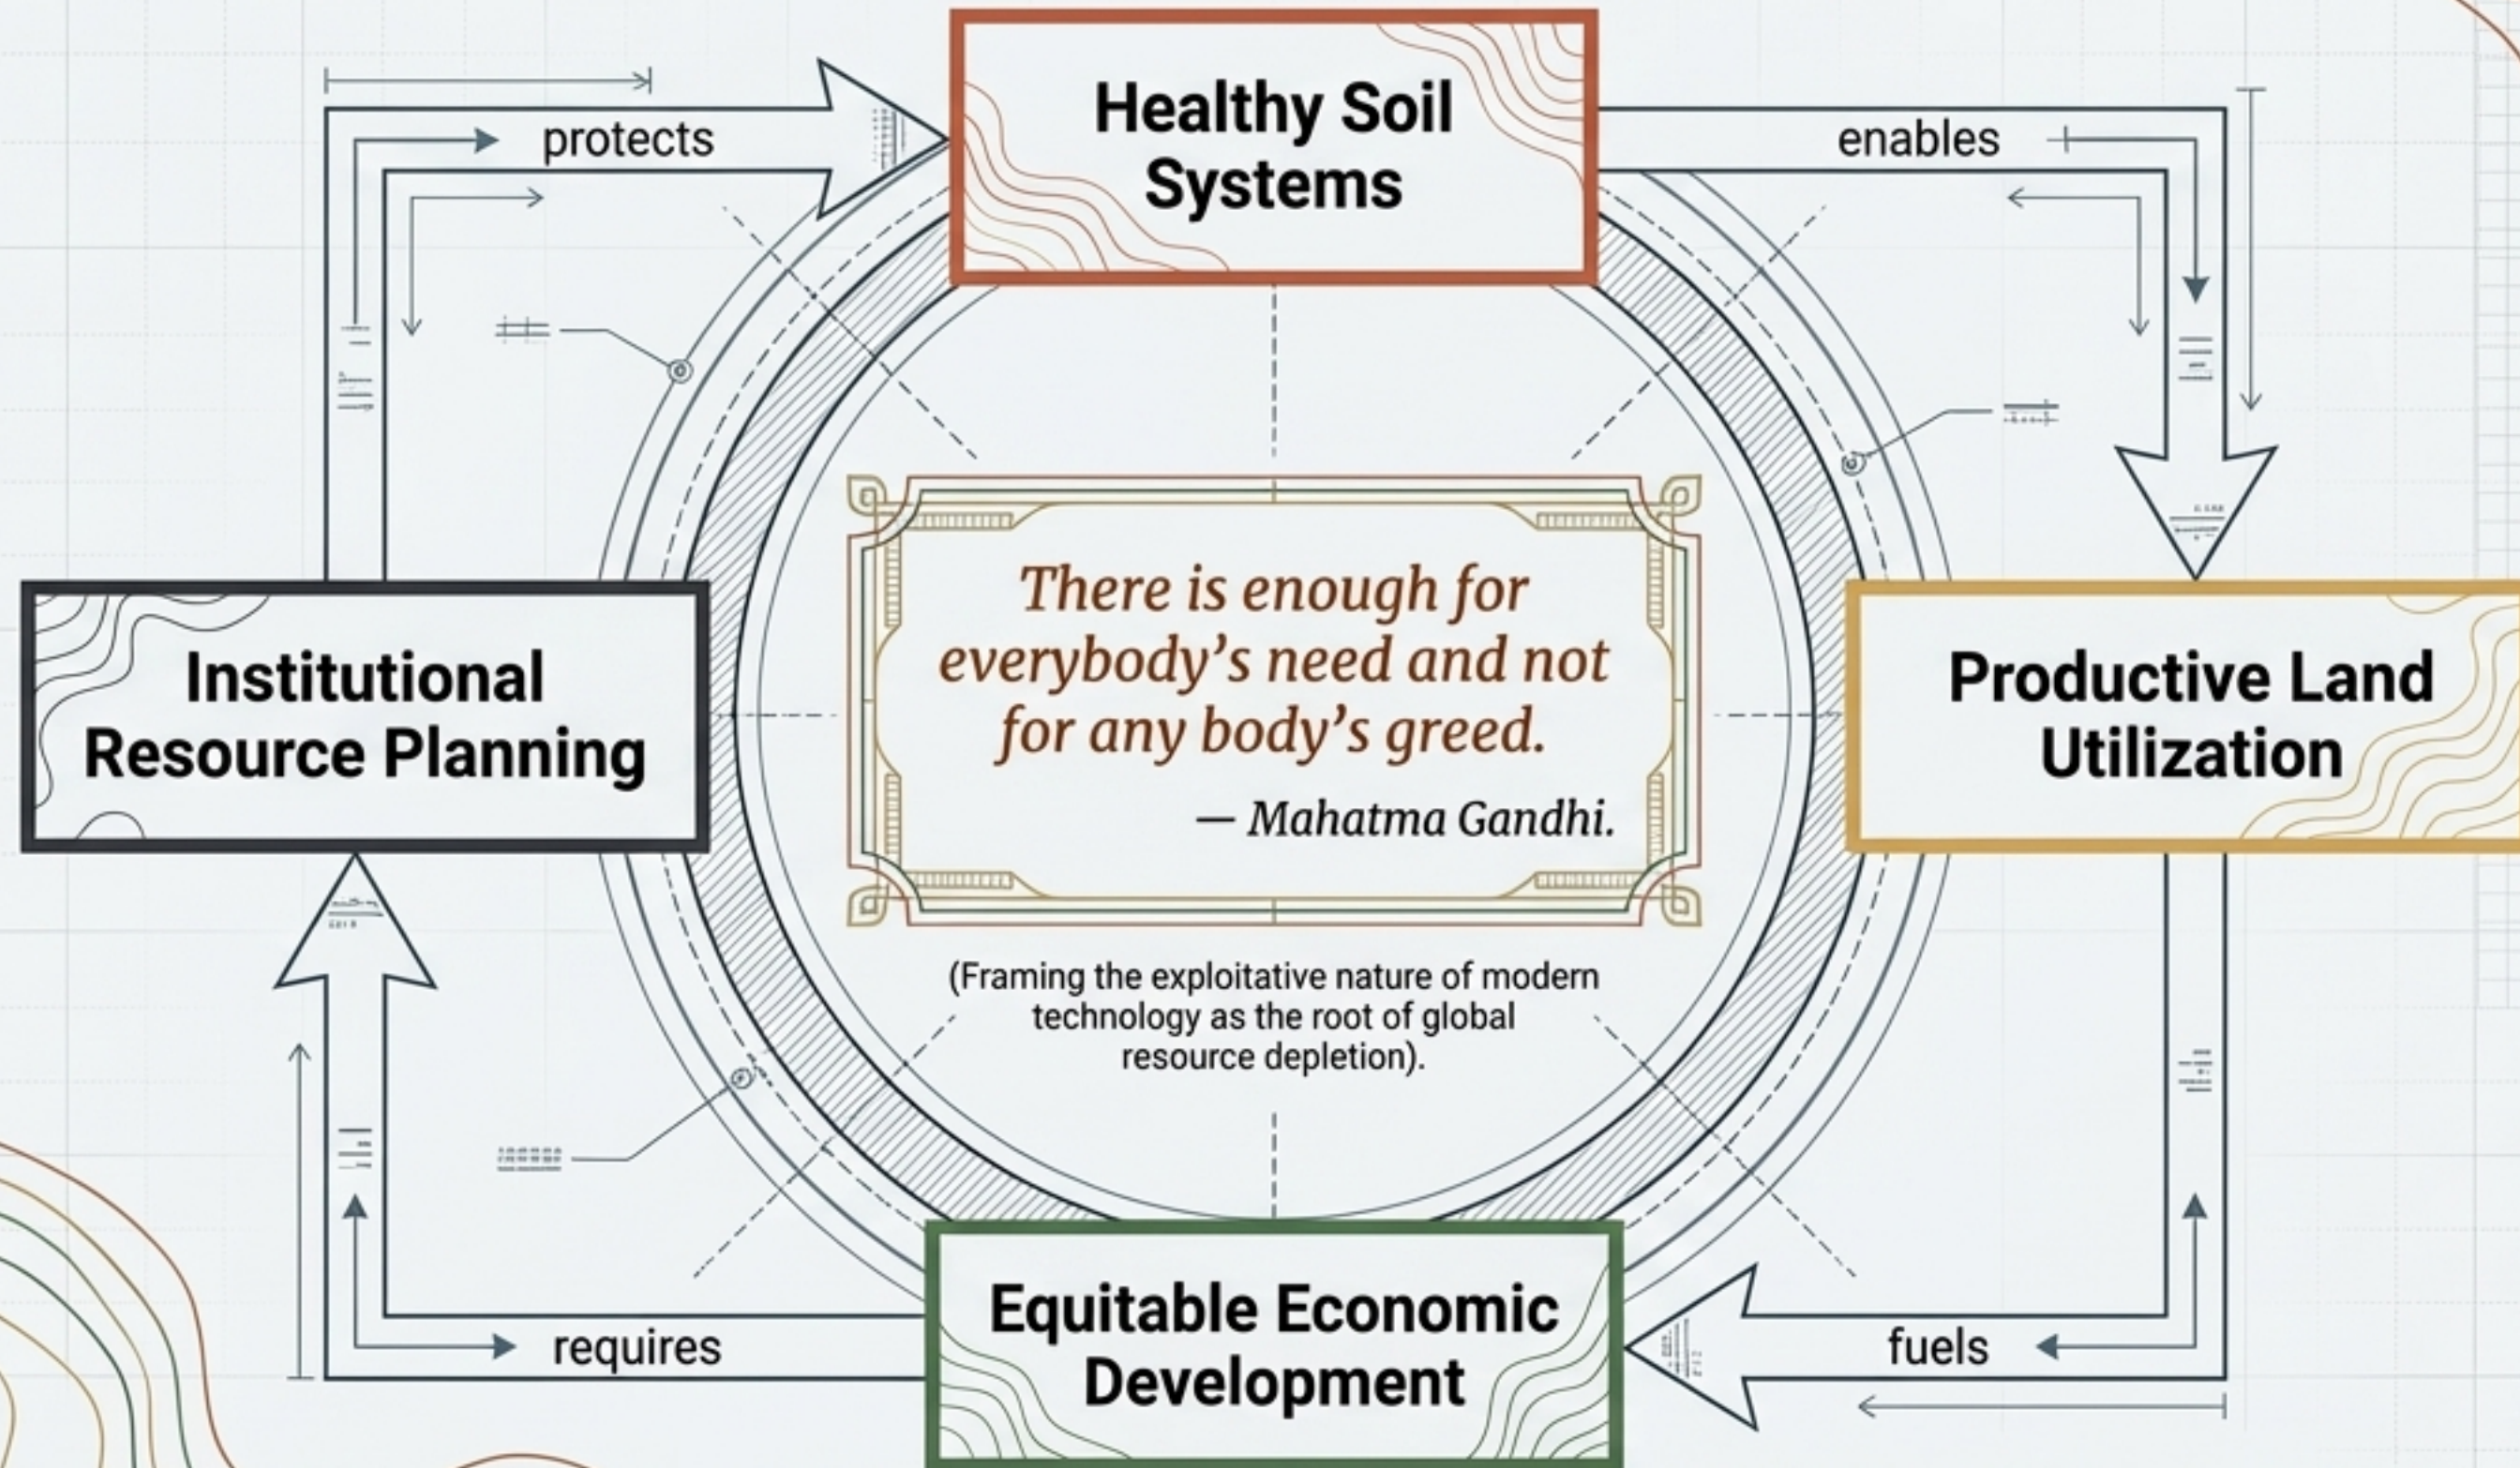 Healthy Soil
Systems
protects
enables
Institutional
Resource Planning
There is enough for
everybody’s need and not
for any body’s greed.
— Mahatma Gandhi.
Productive Land
Utilization
(Framing the exploitative nature of modern
technology as the root of global
resource depletion).
requires
Equitable Economic
Development
fuels